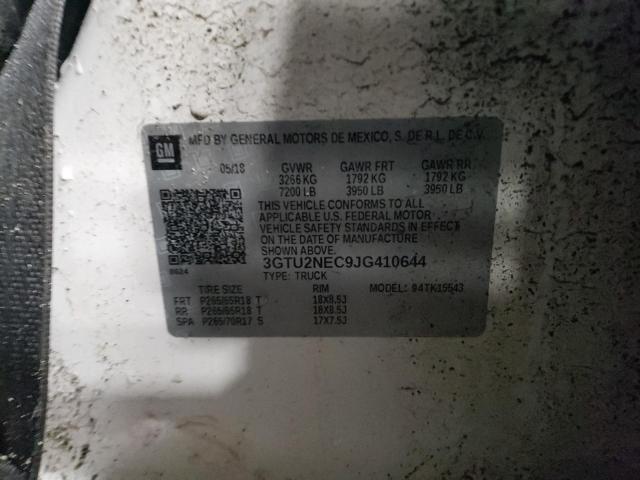 GM
MFD BY GENERAL MOTORS DE MEXICO, S. DE R.L. DE C.V.
05/18 GVWR GAWR FRT GAWR RR
3266 KG 1792 KG 1792 KG
7200 LB 3950 LB 3950 LB
THIS VEHICLE CONFORMS TO ALL
APPLICABLE U.S. FEDERAL MOTOR
VEHICLE SAFETY STANDARDS IN EFFECT
ON THE DATE OF MANUFACTURE
SHOWN ABOVE.
3GTU2NEC9JG410644
8624 TYPE: TRUCK MODEL: 94TK15543
TIRE SIZE RIM
FRT P265/65R18 T 18X8.5J
RR P265/65R18 T 18X8.5J
SPA P265/70R17 S 17X7.5J